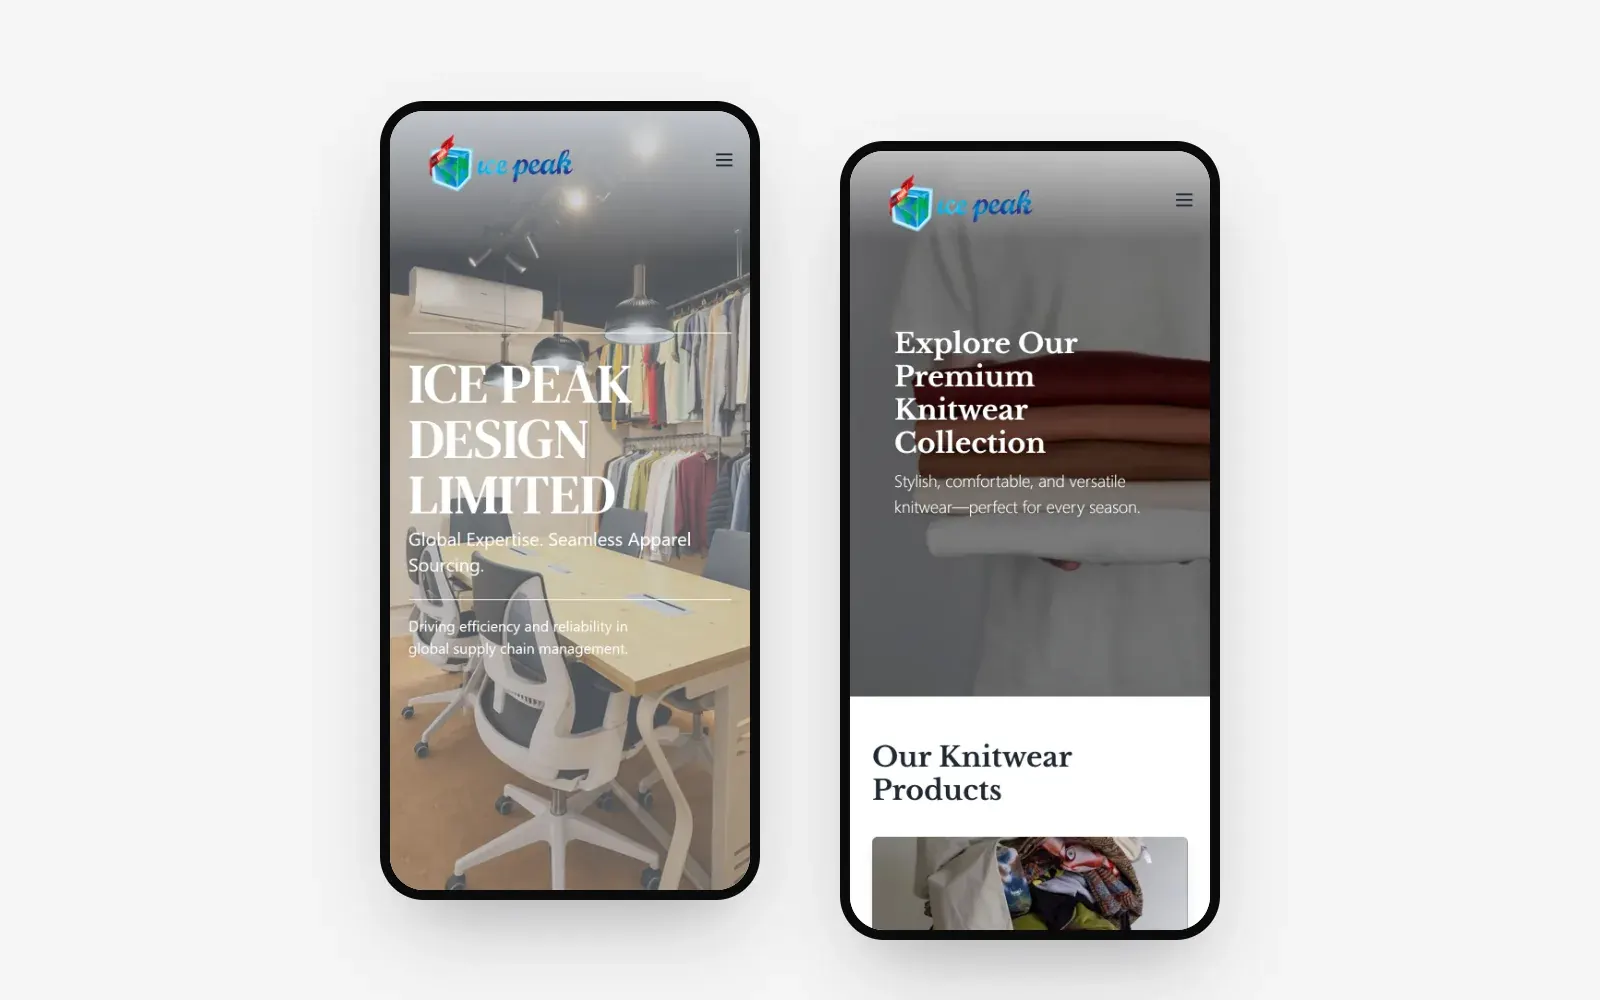 ice peak
ICE PEAK
DESIGN
LIMITED
Global Expertise. Seamless Apparel
Sourcing.
Driving efficiency and reliability in
global supply chain management.
ice peak
Explore Our
Premium
Knitwear
Collection
Stylish, comfortable, and versatile
knitwear—perfect for every season.
Our Knitwear
Products